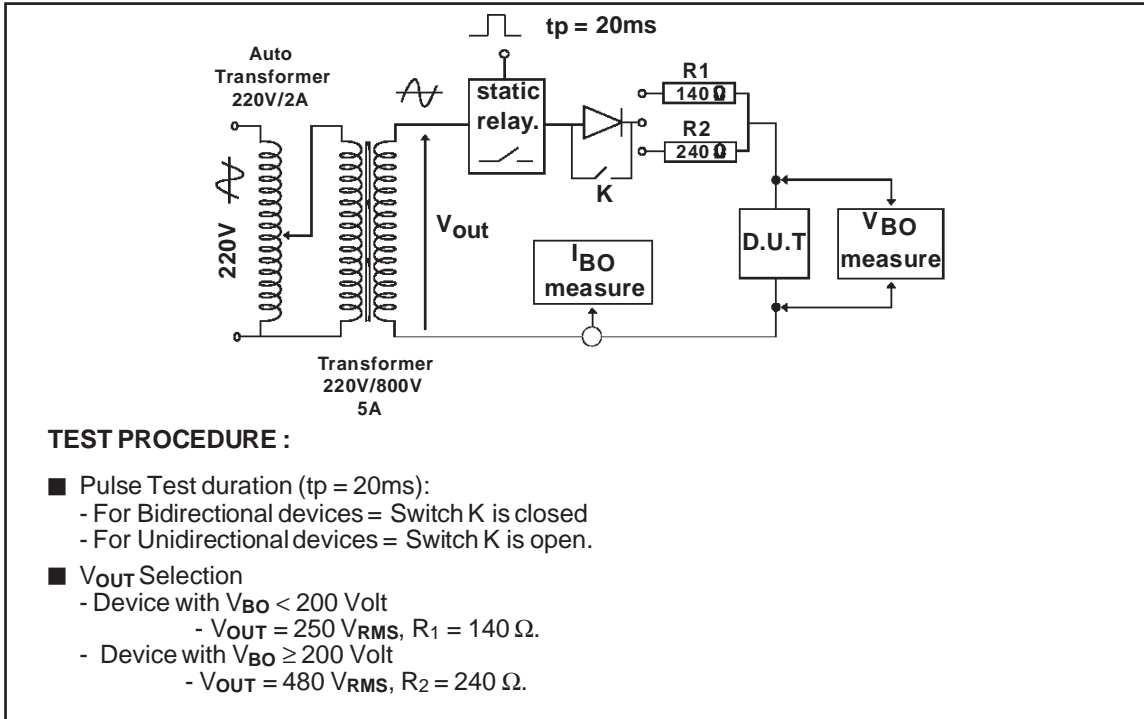 tp = 20ms
Auto
Transformer
220V/2A
static
relay.
R1
140 Ω
R2
240 Ω
K
220V
Vout
IBO
measure
D.U.T
VBO
measure
Transformer
220V/800V
5A
TEST PROCEDURE :
■ Pulse Test duration (tp = 20ms):
- For Bidirectional devices = Switch K is closed
- For Unidirectional devices = Switch K is open.
■ VOUT Selection
- Device with VBO < 200 Volt
- VOUT = 250 VRMS, R1 = 140 Ω.
- Device with VBO ≥ 200 Volt
- VOUT = 480 VRMS, R2 = 240 Ω.